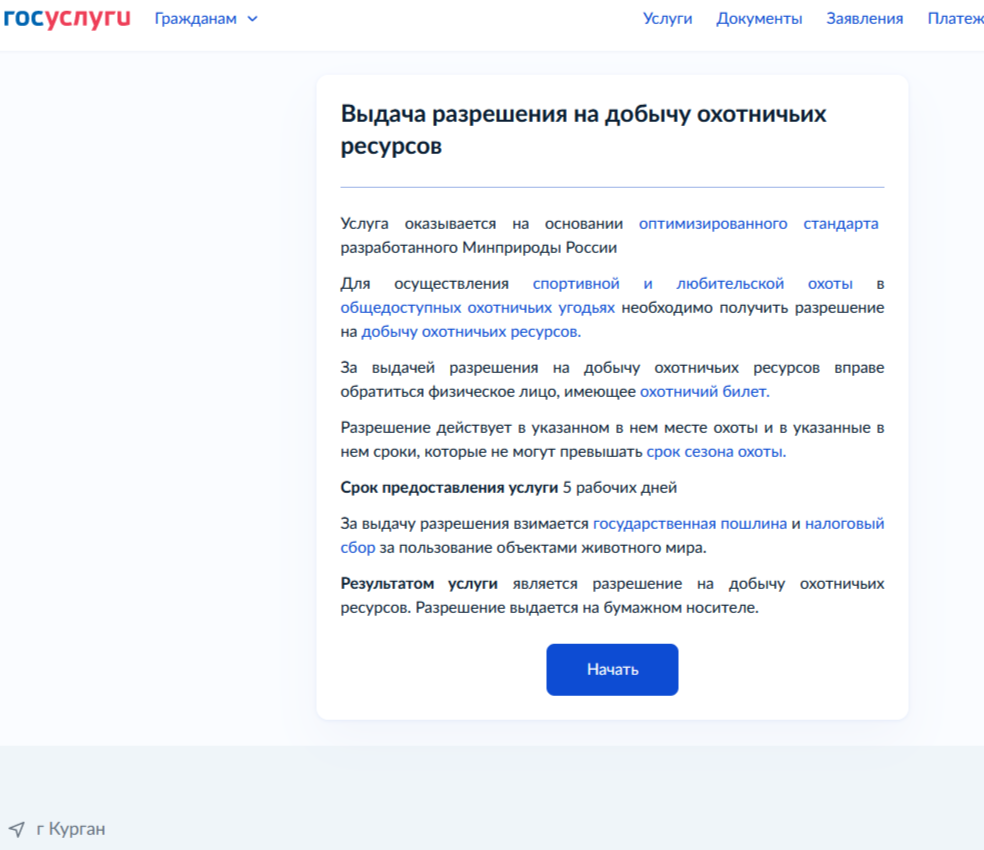 госуслуги Гражданам Услуги Документы Заявления Платеж
Выдача разрешения на добычу охотничьих
ресурсов
Услуга оказывается на основании оптимизированного стандарта
разработанного Минприроды России
Для осуществления спортивной и любительской охоты в
общедоступных охотничьих угодьях необходимо получить разрешение
на добычу охотничьих ресурсов.
За выдачей разрешения на добычу охотничьих ресурсов вправе
обратиться физическое лицо, имеющее охотничий билет.
Разрешение действует в указанном в нем месте охоты и в указанные в
нем сроки, которые не могут превышать срок сезона охоты.
Срок предоставления услуги 5 рабочих дней
За выдачу разрешения взимается государственная пошлина и налоговый
сбор за пользование объектами животного мира.
Результатом услуги является разрешение на добычу охотничьих
ресурсов. Разрешение выдается на бумажном носителе.
Начать
г Курган